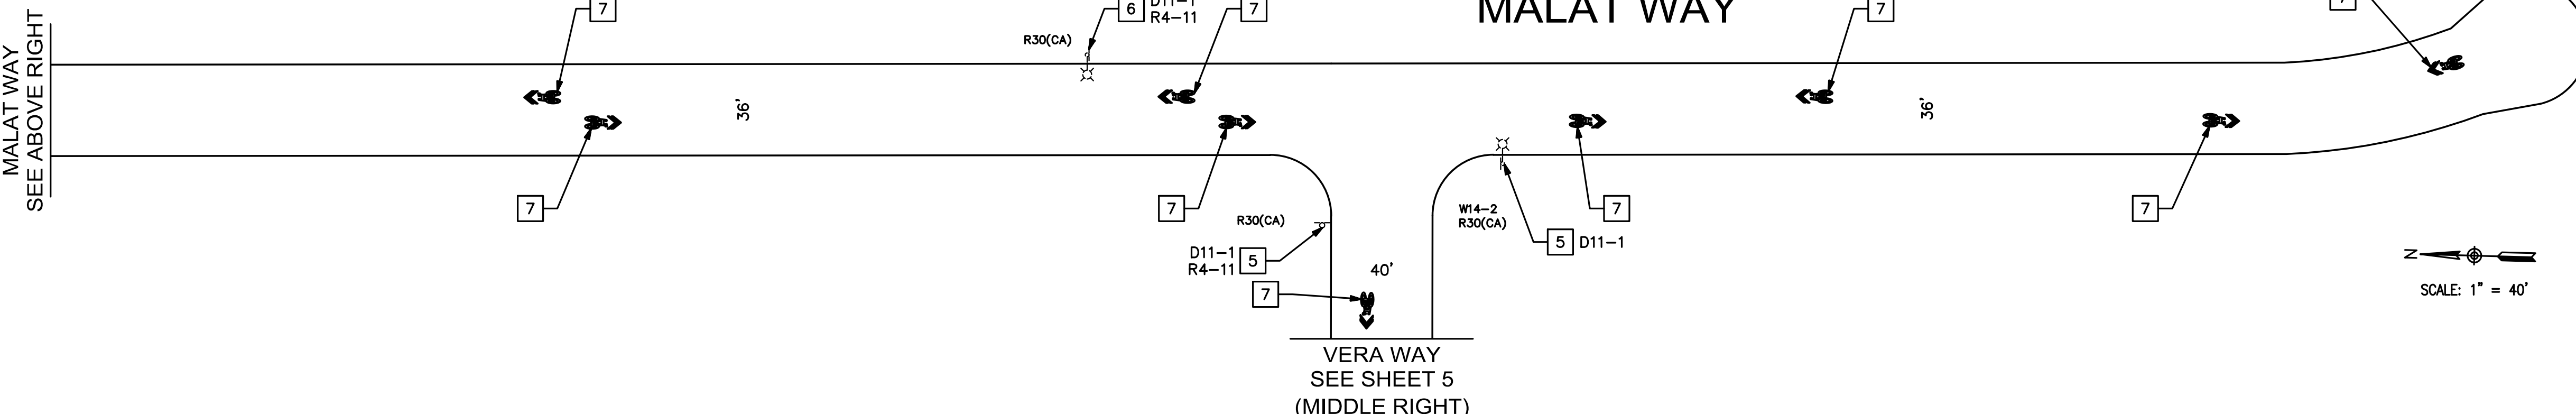 7
6
D11-1
R4-11
7
MALAT WAY
7
7
R30(CA)
MALAT WAY
SEE ABOVE RIGHT
36'
36'
7
7
7
7
R30(CA)
W14-2
R30(CA)
D11-1
R4-11
5
5 D11-1
7
40'
N
SCALE: 1" = 40'
VERA WAY
SEE SHEET 5
(MIDDLE RIGHT)